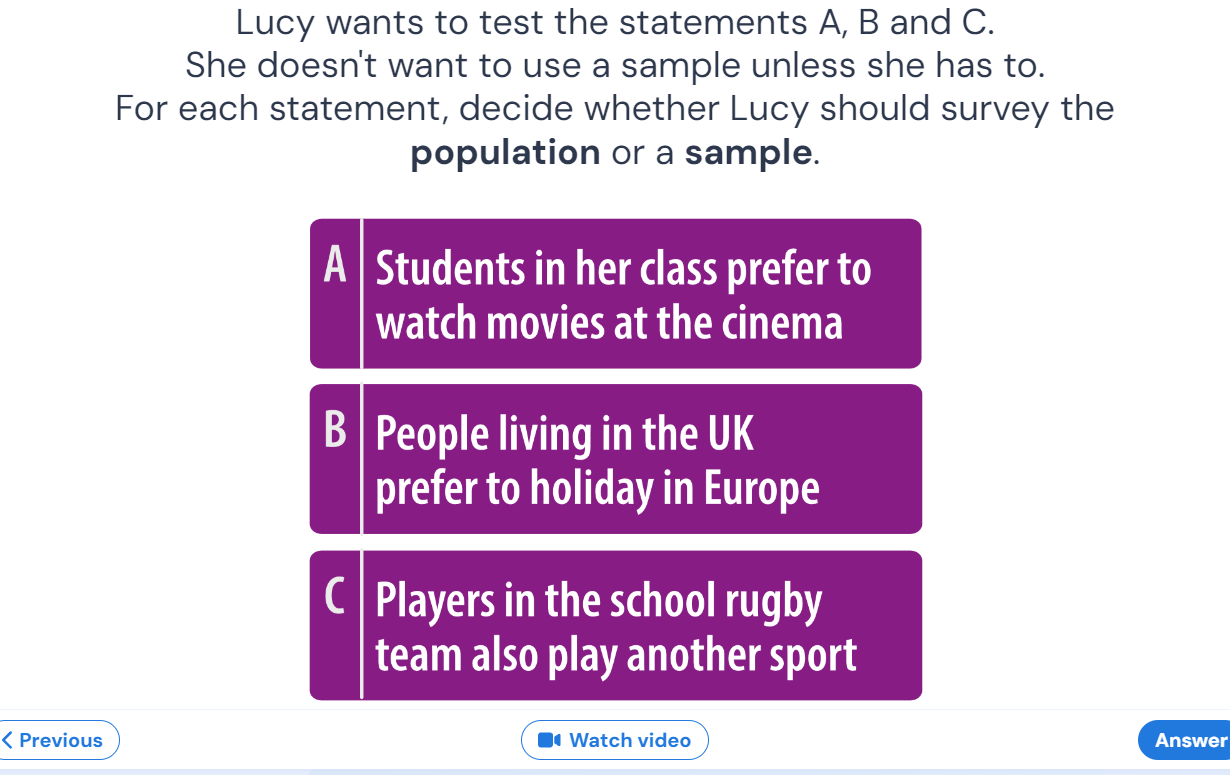 Lucy wants to test the statements A, B and C.
She doesn't want to use a sample unless she has to.
For each statement, decide whether Lucy should survey the
population or a sample.
A
Students in her class prefer to
watch movies at the cinema
B
People living in the UK
prefer to holiday in Europe
C
Players in the school rugby
team also play another sport
Previous
Watch video
Answer